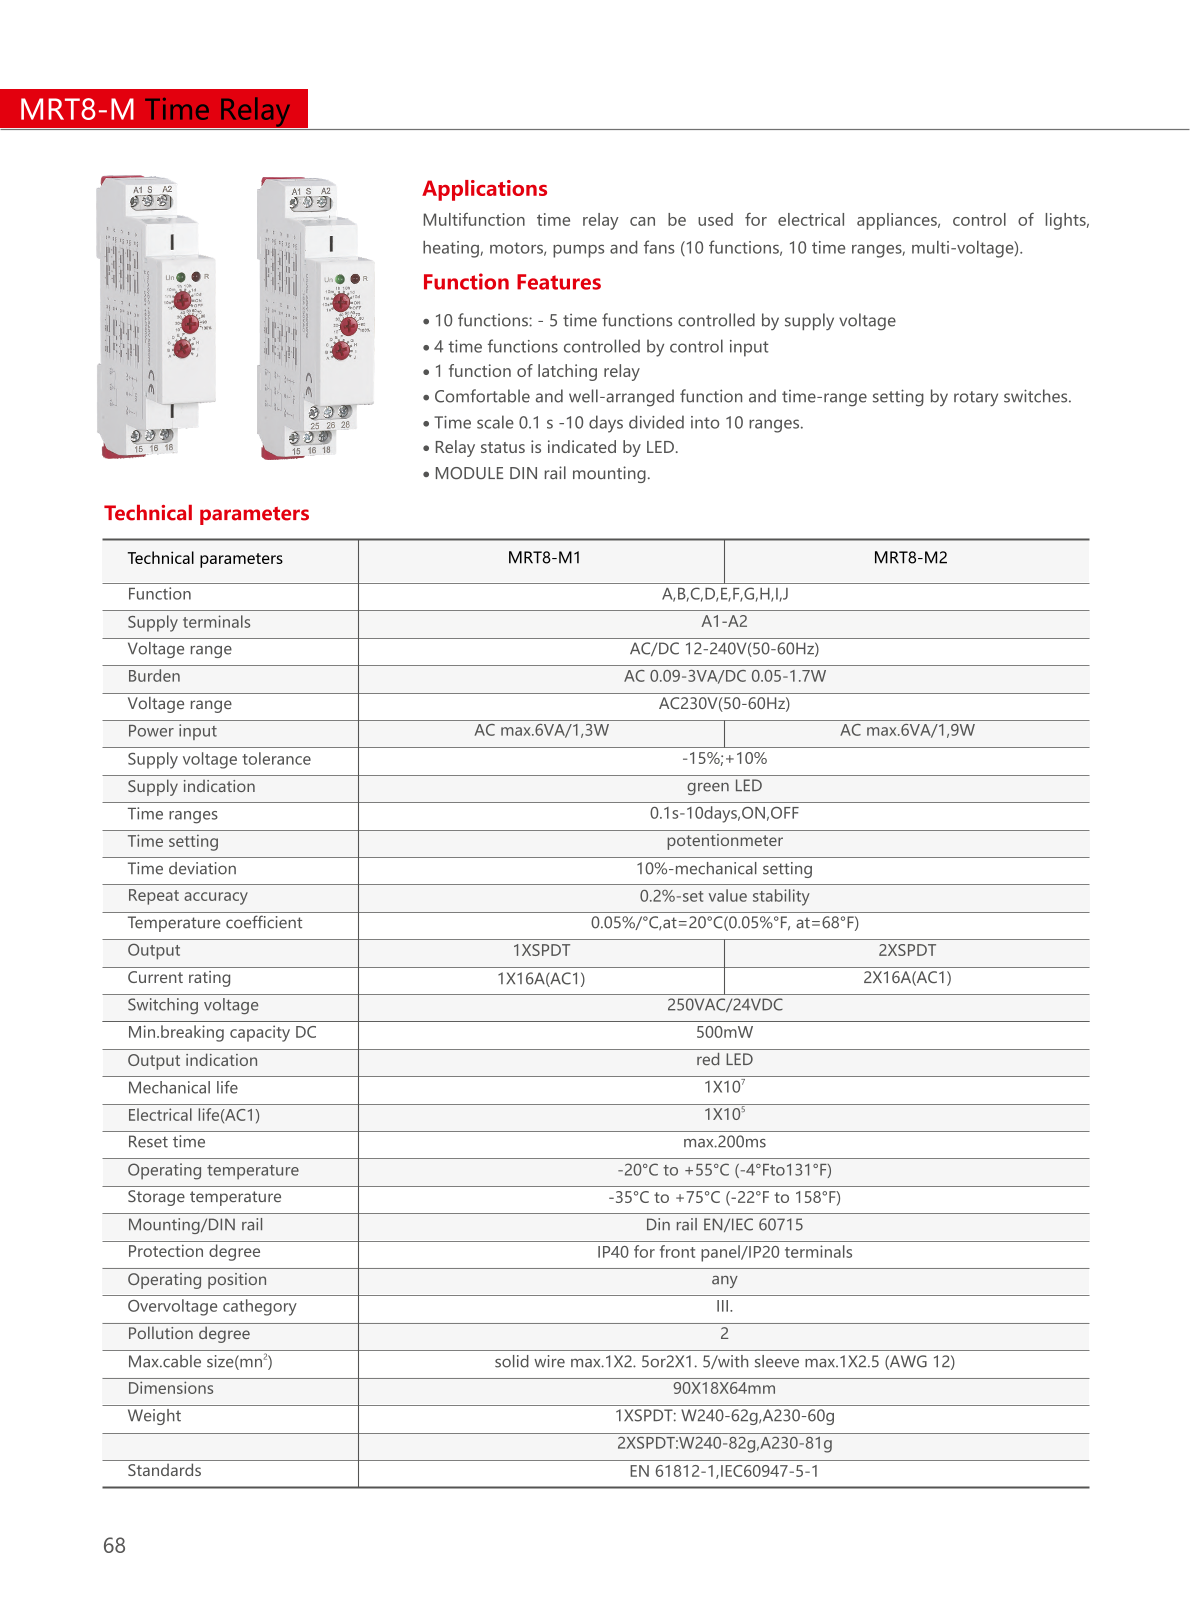 MRT8-M Time Relay
A1 S A2
Un R
15 16 18
A1 S A2
Un R
25 26 28
15 16 18
Applications
Multifunction time relay can be used for electrical appliances, control of lights,
heating, motors, pumps and fans (10 functions, 10 time ranges, multi-voltage).
Function Features
• 10 functions: - 5 time functions controlled by supply voltage
• 4 time functions controlled by control input
• 1 function of latching relay
• Comfortable and well-arranged function and time-range setting by rotary switches.
• Time scale 0.1 s -10 days divided into 10 ranges.
• Relay status is indicated by LED.
• MODULE DIN rail mounting.
Technical parameters
Technical parameters MRT8-M1 MRT8-M2
Function A,B,C,D,E,F,G,H,I,J
Supply terminals A1-A2
Voltage range AC/DC 12-240V(50-60Hz)
Burden AC 0.09-3VA/DC 0.05-1.7W
Voltage range AC230V(50-60Hz)
Power input AC max.6VA/1,3W AC max.6VA/1,9W
Supply voltage tolerance -15%;+10%
Supply indication green LED
Time ranges 0.1s-10days,ON,OFF
Time setting potentionmeter
Time deviation 10%-mechanical setting
Repeat accuracy 0.2%-set value stability
Temperature coefficient 0.05%/°C,at=20°C(0.05%°F, at=68°F)
Output 1XSPDT 2XSPDT
Current rating 1X16A(AC1) 2X16A(AC1)
Switching voltage 250VAC/24VDC
Min.breaking capacity DC 500mW
Output indication red LED
Mechanical life 1X10⁷
Electrical life(AC1) 1X10⁵
Reset time max.200ms
Operating temperature -20°C to +55°C (-4°Fto131°F)
Storage temperature -35°C to +75°C (-22°F to 158°F)
Mounting/DIN rail Din rail EN/IEC 60715
Protection degree IP40 for front panel/IP20 terminals
Operating position any
Overvoltage cathegory III.
Pollution degree 2
Max.cable size(mn²) solid wire max.1X2. 5or2X1. 5/with sleeve max.1X2.5 (AWG 12)
Dimensions 90X18X64mm
Weight 1XSPDT: W240-62g,A230-60g
2XSPDT:W240-82g,A230-81g
Standards EN 61812-1,IEC60947-5-1
68